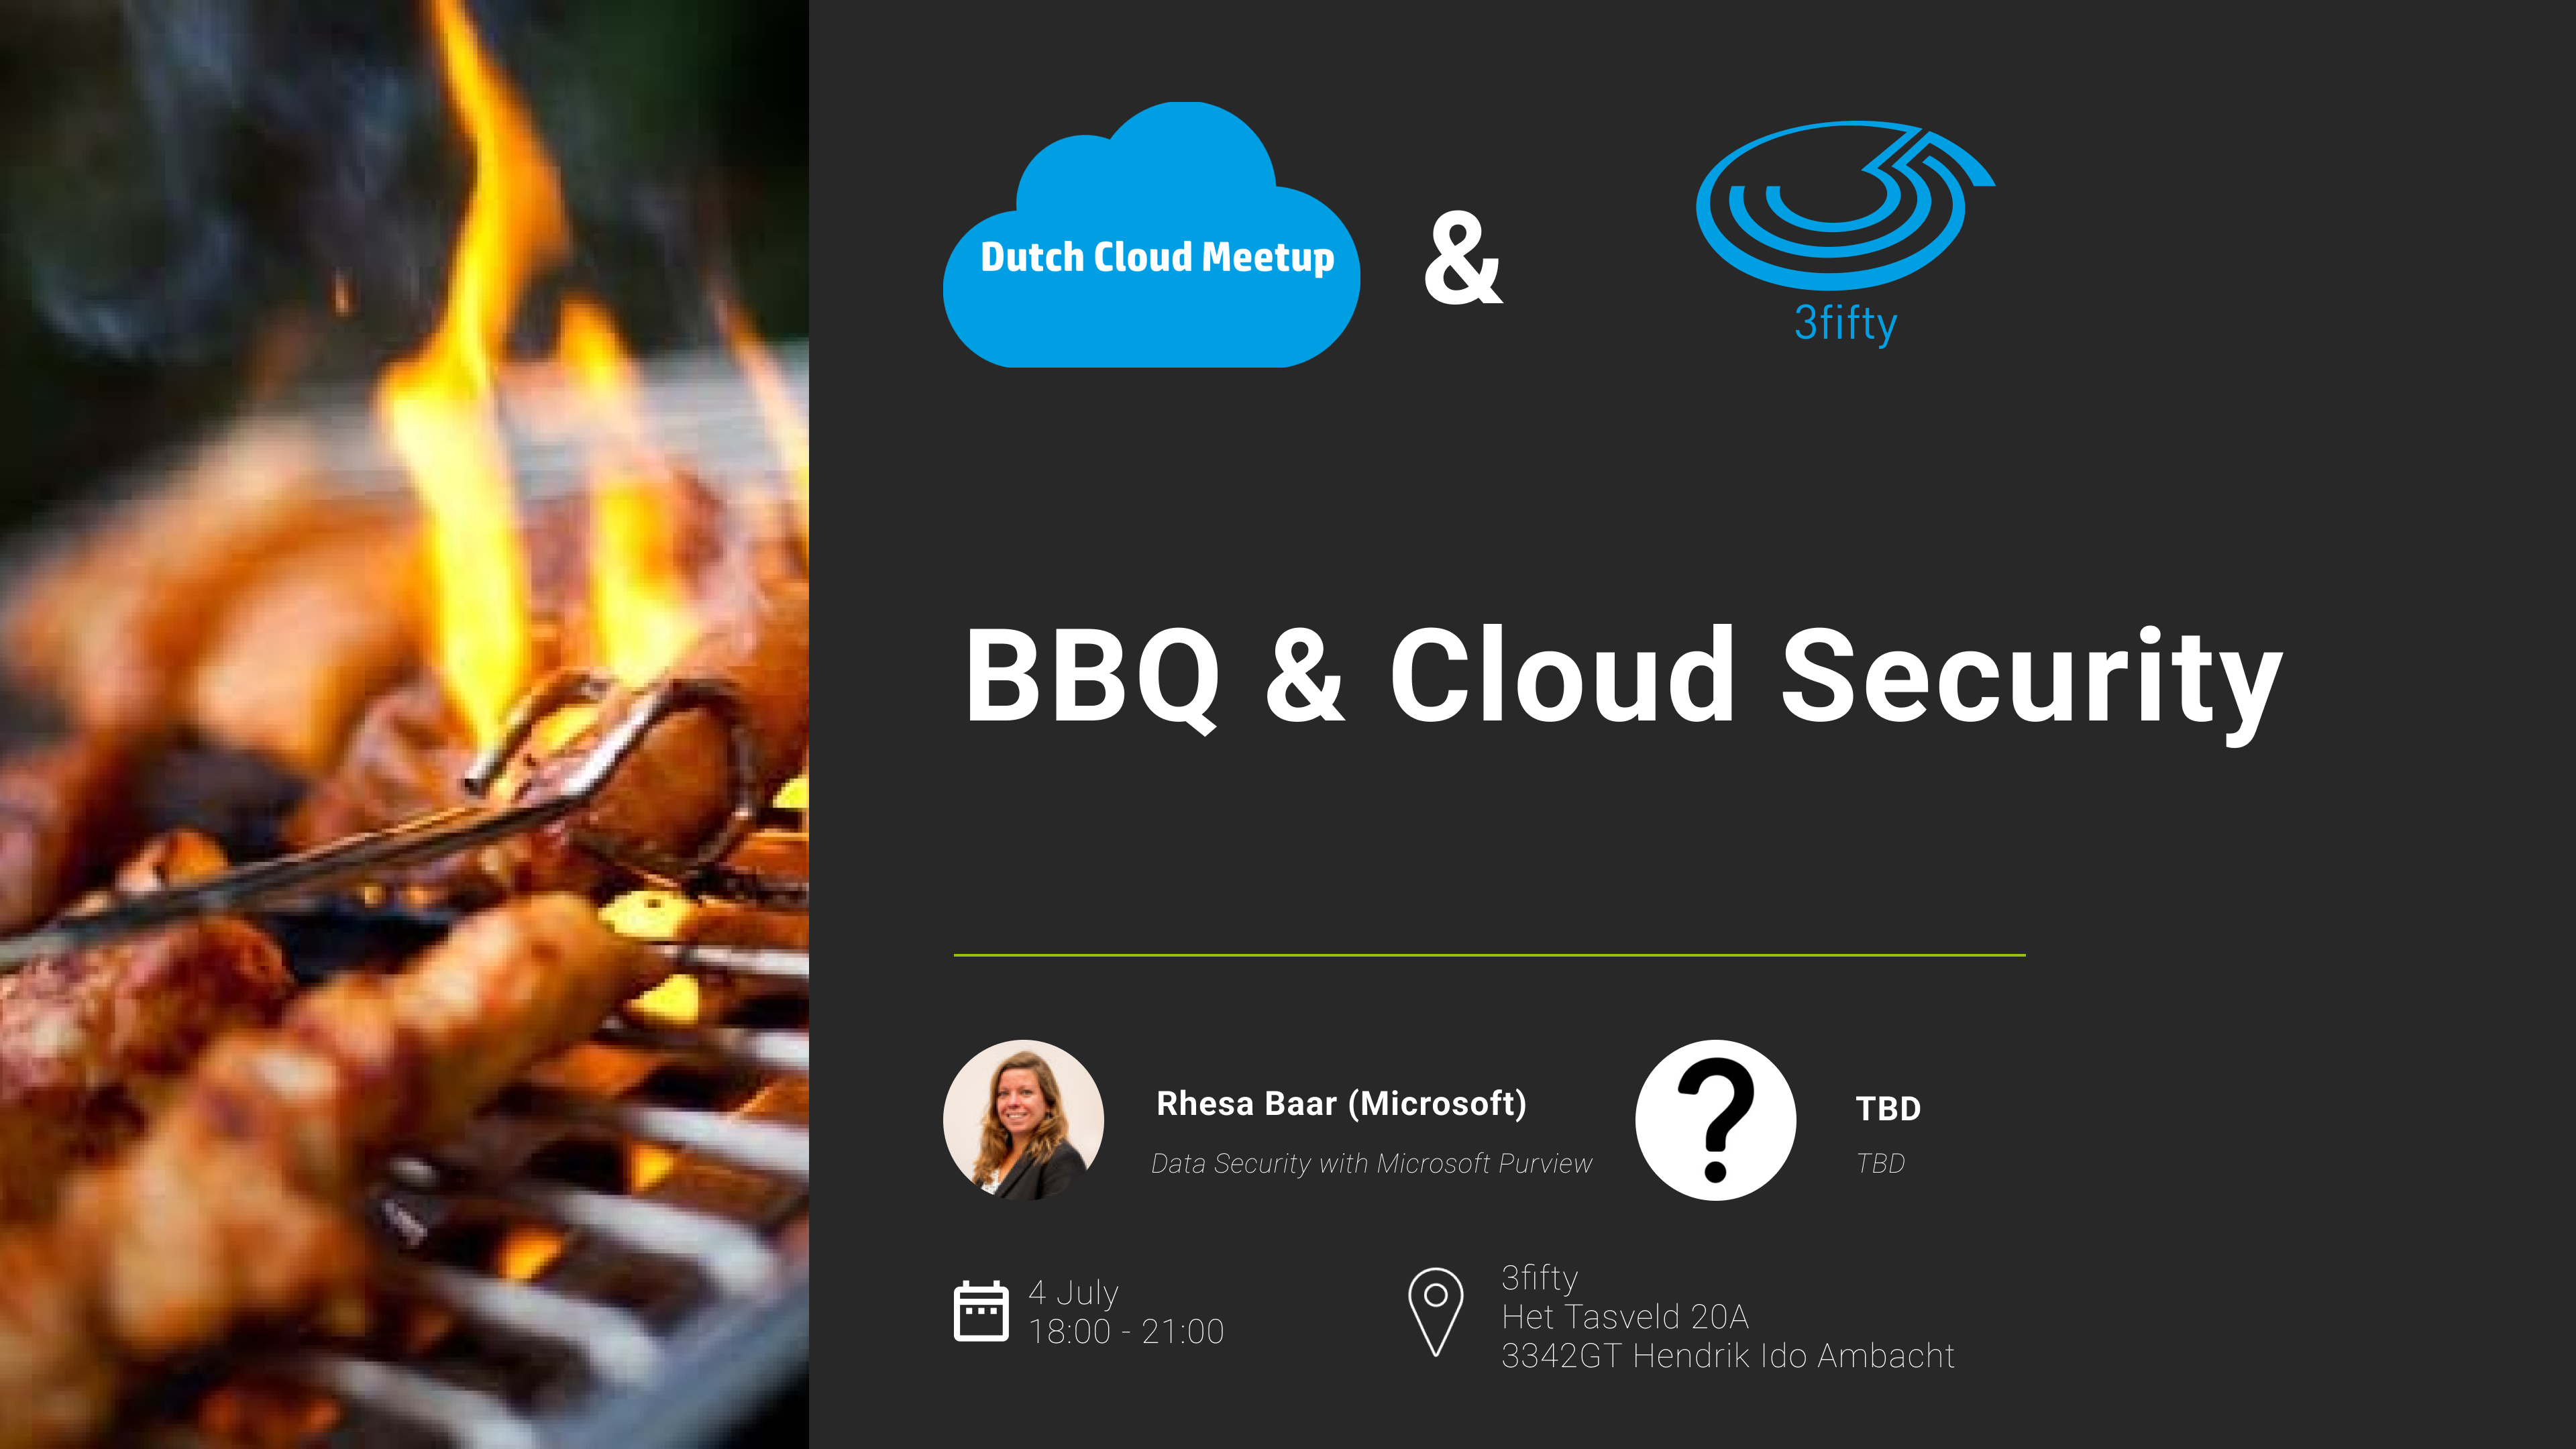 Dutch Cloud Meetup
&
3fifty
BBQ & Cloud Security
Rhesa Baar (Microsoft)
Data Security with Microsoft Purview
?
TBD
TBD
4 July
18:00 - 21:00
3fifty
Het Tasveld 20A
3342GT Hendrik Ido Ambacht